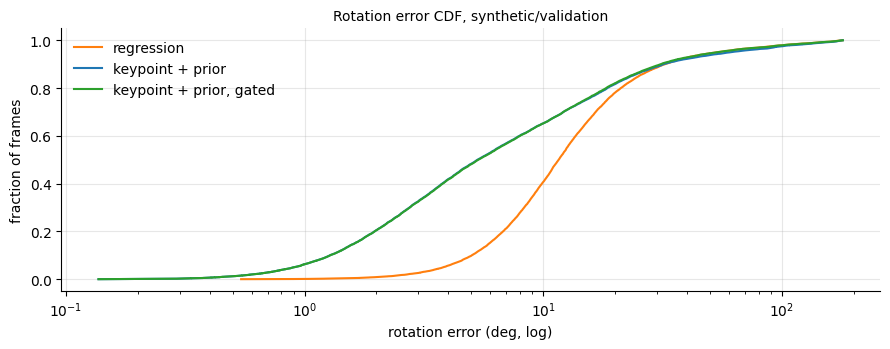 Rotation error CDF, synthetic/validation
regression
keypoint + prior
keypoint + prior, gated
fraction of frames
1.0
0.8
0.6
0.4
0.2
0.0
10⁻¹
10⁰
10¹
10²
rotation error (deg, log)